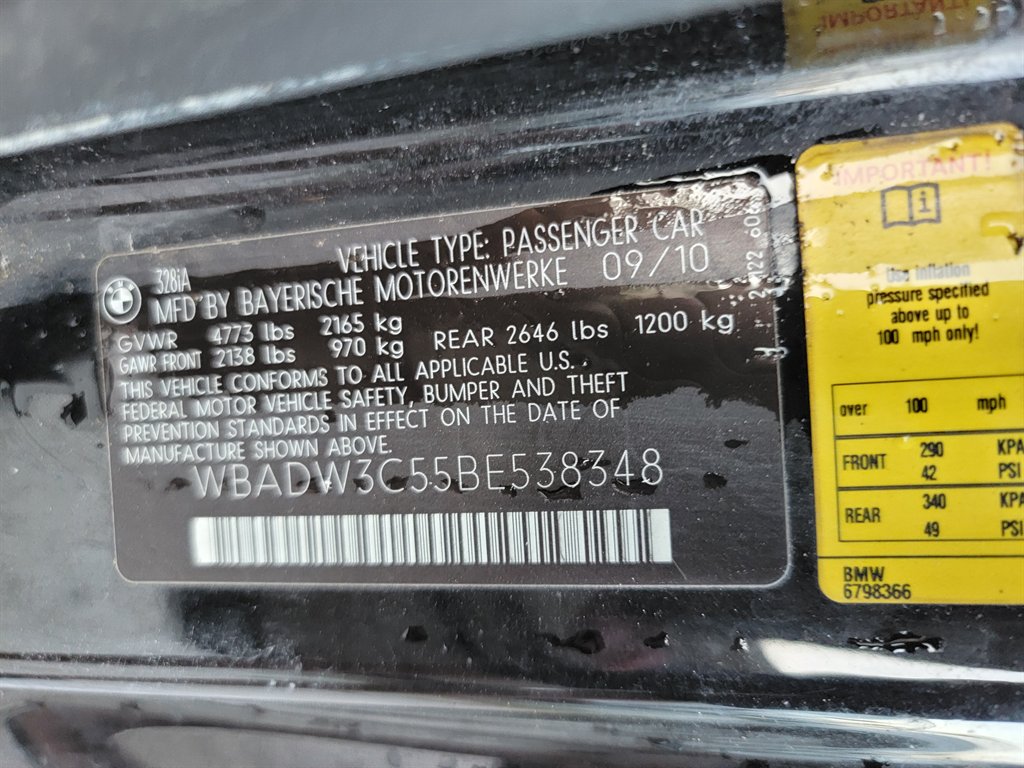 328iA VEHICLE TYPE: PASSENGER CAR
MFD BY BAYERISCHE MOTORENWERKE 09/10
GVWR 4773 lbs 2165 kg
GAWR FRONT 2138 lbs 970 kg REAR 2646 lbs 1200 kg
THIS VEHICLE CONFORMS TO ALL APPLICABLE U.S.
FEDERAL MOTOR VEHICLE SAFETY, BUMPER AND THEFT
PREVENTION STANDARDS IN EFFECT ON THE DATE OF
MANUFACTURE SHOWN ABOVE.
WBADW3C55BE538348
IMPORTANT!
i
Use inflation
pressure specified
above up to
100 mph only!
over 100 mph
FRONT 290 KPA
42 PSI
REAR 340 KPA
49 PSI
BMW
6798366